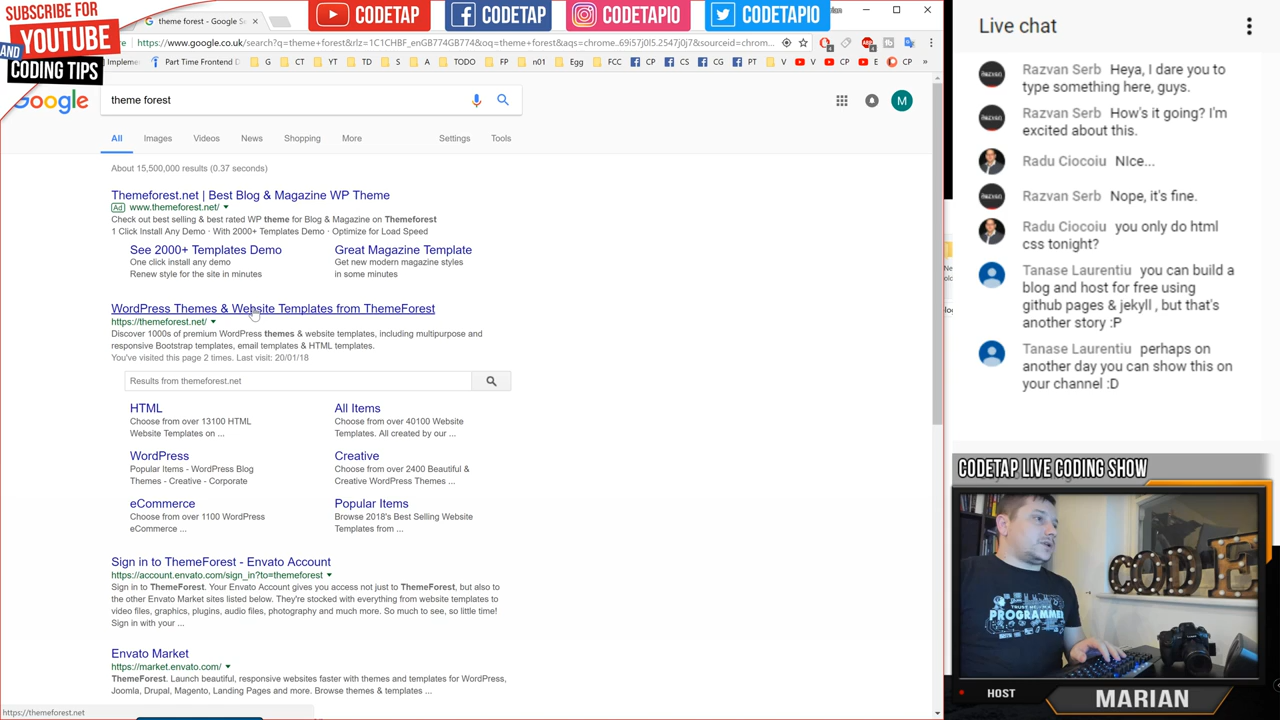 SUBSCRIBE FOR
YOUTUBE
AND
CODING TIPS
CODETAP
CODETAP
CODETAPIO
CODETAPIO
theme forest - Google Se
https://www.google.co.uk/search?q=theme+forest&rlz=1C1CHBF_enGB774GB774&oq=theme+forest&aqs=chrome..69i57j0l5.2547j0j7&sourceid=chrom...
Impleme
Part Time Frontend D
G
CT
YT
TD
S
A
TODO
FP
n01
Egg
FCC
CP
CS
CG
PT
V
V
CP
CP
»
Google
theme forest
M
All
Images
Videos
News
Shopping
More
Settings
Tools
About 15,500,000 results (0.37 seconds)
Themeforest.net | Best Blog & Magazine WP Theme
Ad www.themeforest.net/
Check out best selling & best rated WP theme for Blog & Magazine on Themeforest
1 Click Install Any Demo · With 2000+ Templates Demo · Optimize for Load Speed
See 2000+ Templates Demo
One click install any demo
Renew style for the site in minutes
Great Magazine Template
Get new modern magazine styles
in some minutes
WordPress Themes & Website Templates from ThemeForest
https://themeforest.net/
Discover 1000s of premium WordPress themes & website templates, including multipurpose and
responsive Bootstrap templates, email templates & HTML templates.
You've visited this page 2 times. Last visit: 20/01/18
Results from themeforest.net
HTML
Choose from over 13100 HTML
Website Templates on ...
All Items
Choose from over 40100 Website
Templates. All created by our ...
WordPress
Popular Items - WordPress Blog
Themes - Creative - Corporate
Creative
Choose from over 2400 Beautiful &
Creative WordPress Themes ...
eCommerce
Choose from over 1100 WordPress
eCommerce ...
Popular Items
Browse 2018's Best Selling Website
Templates from ...
Sign in to ThemeForest - Envato Account
https://account.envato.com/sign_in?to=themeforest
Sign in to ThemeForest. Your Envato Account gives you access not just to ThemeForest, but also to
the other Envato Market sites listed below. They're stocked with everything from website templates to
video files, graphics, plugins, audio files, photography and much more. So much to see, so little time!
Sign in with your ...
Envato Market
https://market.envato.com/
ThemeForest. Launch beautiful, responsive websites faster with themes and templates for WordPress,
Joomla, Drupal, Magento, Landing Pages and more. Browse themes & templates ...
https://themeforest.net
Live chat
Razvan Serb Heya, I dare you to
type something here, guys.
Razvan Serb How's it going? I'm
excited about this.
Radu Ciocoiu NIce...
Razvan Serb Nope, it's fine.
Radu Ciocoiu you only do html
css tonight?
Tanase Laurentiu you can build a
blog and host for free using
github pages & jekyll , but that's
another story :P
Tanase Laurentiu perhaps on
another day you can show this on
your channel :D
CODETAP LIVE CODING SHOW
CODE
PROGRAMMER
HOST
MARIAN